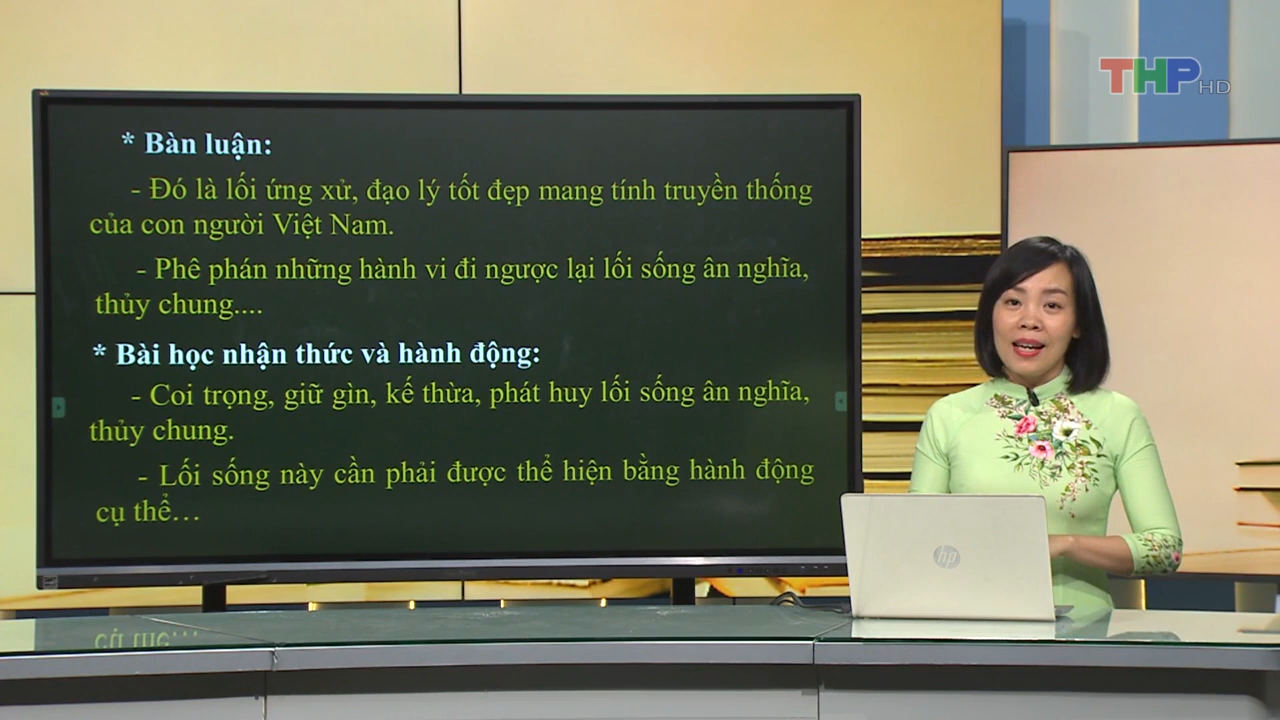 THP HD
* Bàn luận:
- Đó là lối ứng xử, đạo lý tốt đẹp mang tính truyền thống
của con người Việt Nam.
- Phê phán những hành vi đi ngược lại lối sống ân nghĩa,
thủy chung....
* Bài học nhận thức và hành động:
- Coi trọng, giữ gìn, kế thừa, phát huy lối sống ân nghĩa,
thủy chung.
- Lối sống này cần phải được thể hiện bằng hành động
cụ thể…
hp